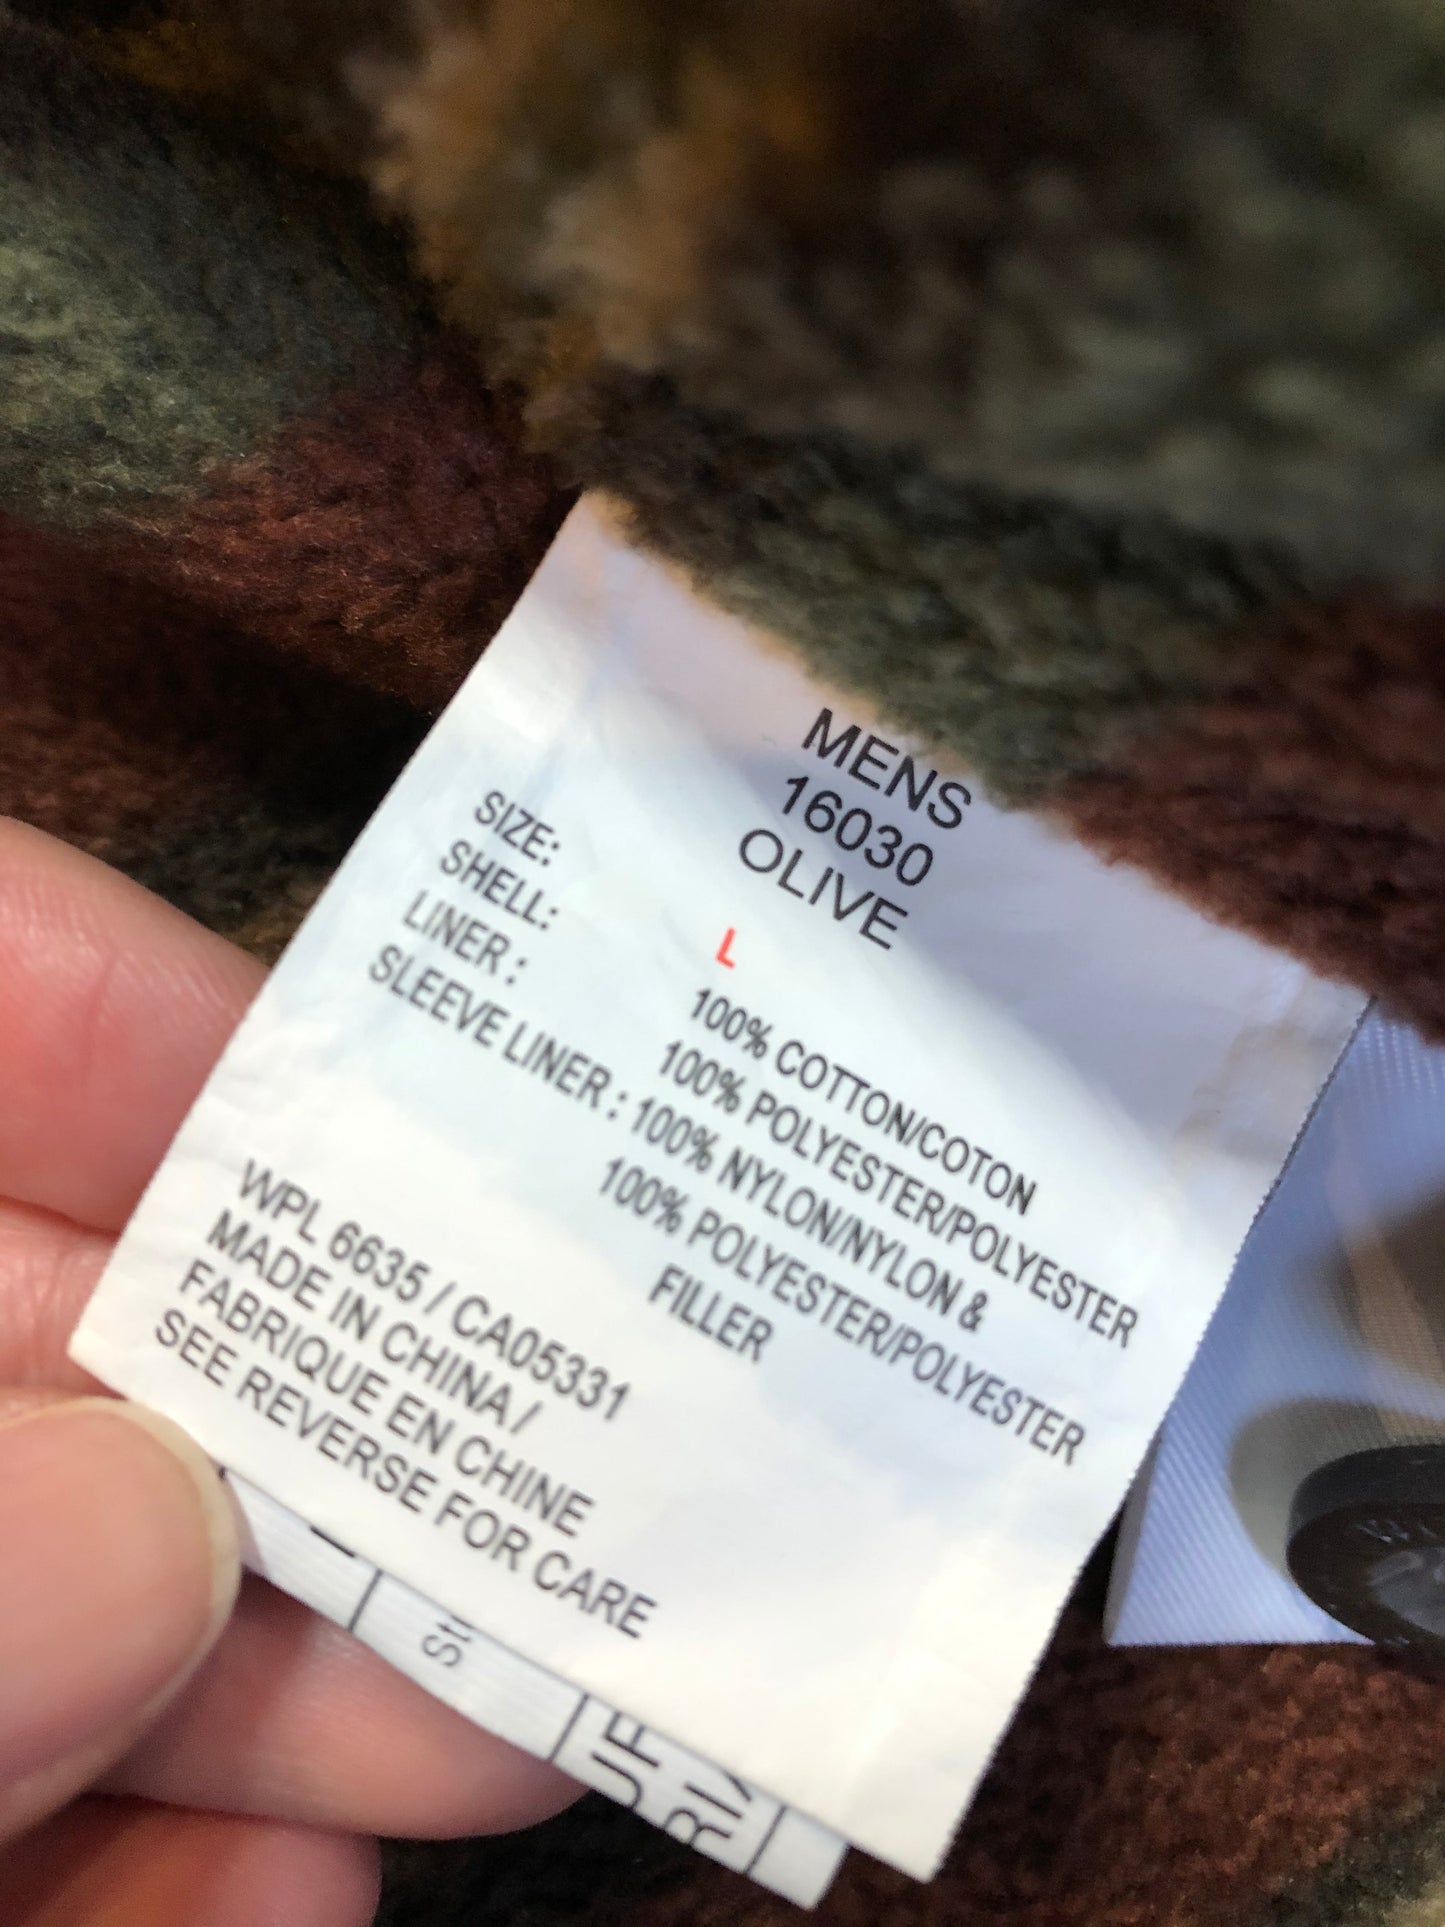 MENS
16030
OLIVE
SIZE: L
SHELL: 100% COTTON/COTON
LINER : 100% POLYESTER/POLYESTER
SLEEVE LINER : 100% NYLON/NYLON &
100% POLYESTER/POLYESTER
FILLER
WPL 6635 / CA05331
MADE IN CHINA /
FABRIQUE EN CHINE
SEE REVERSE FOR CARE